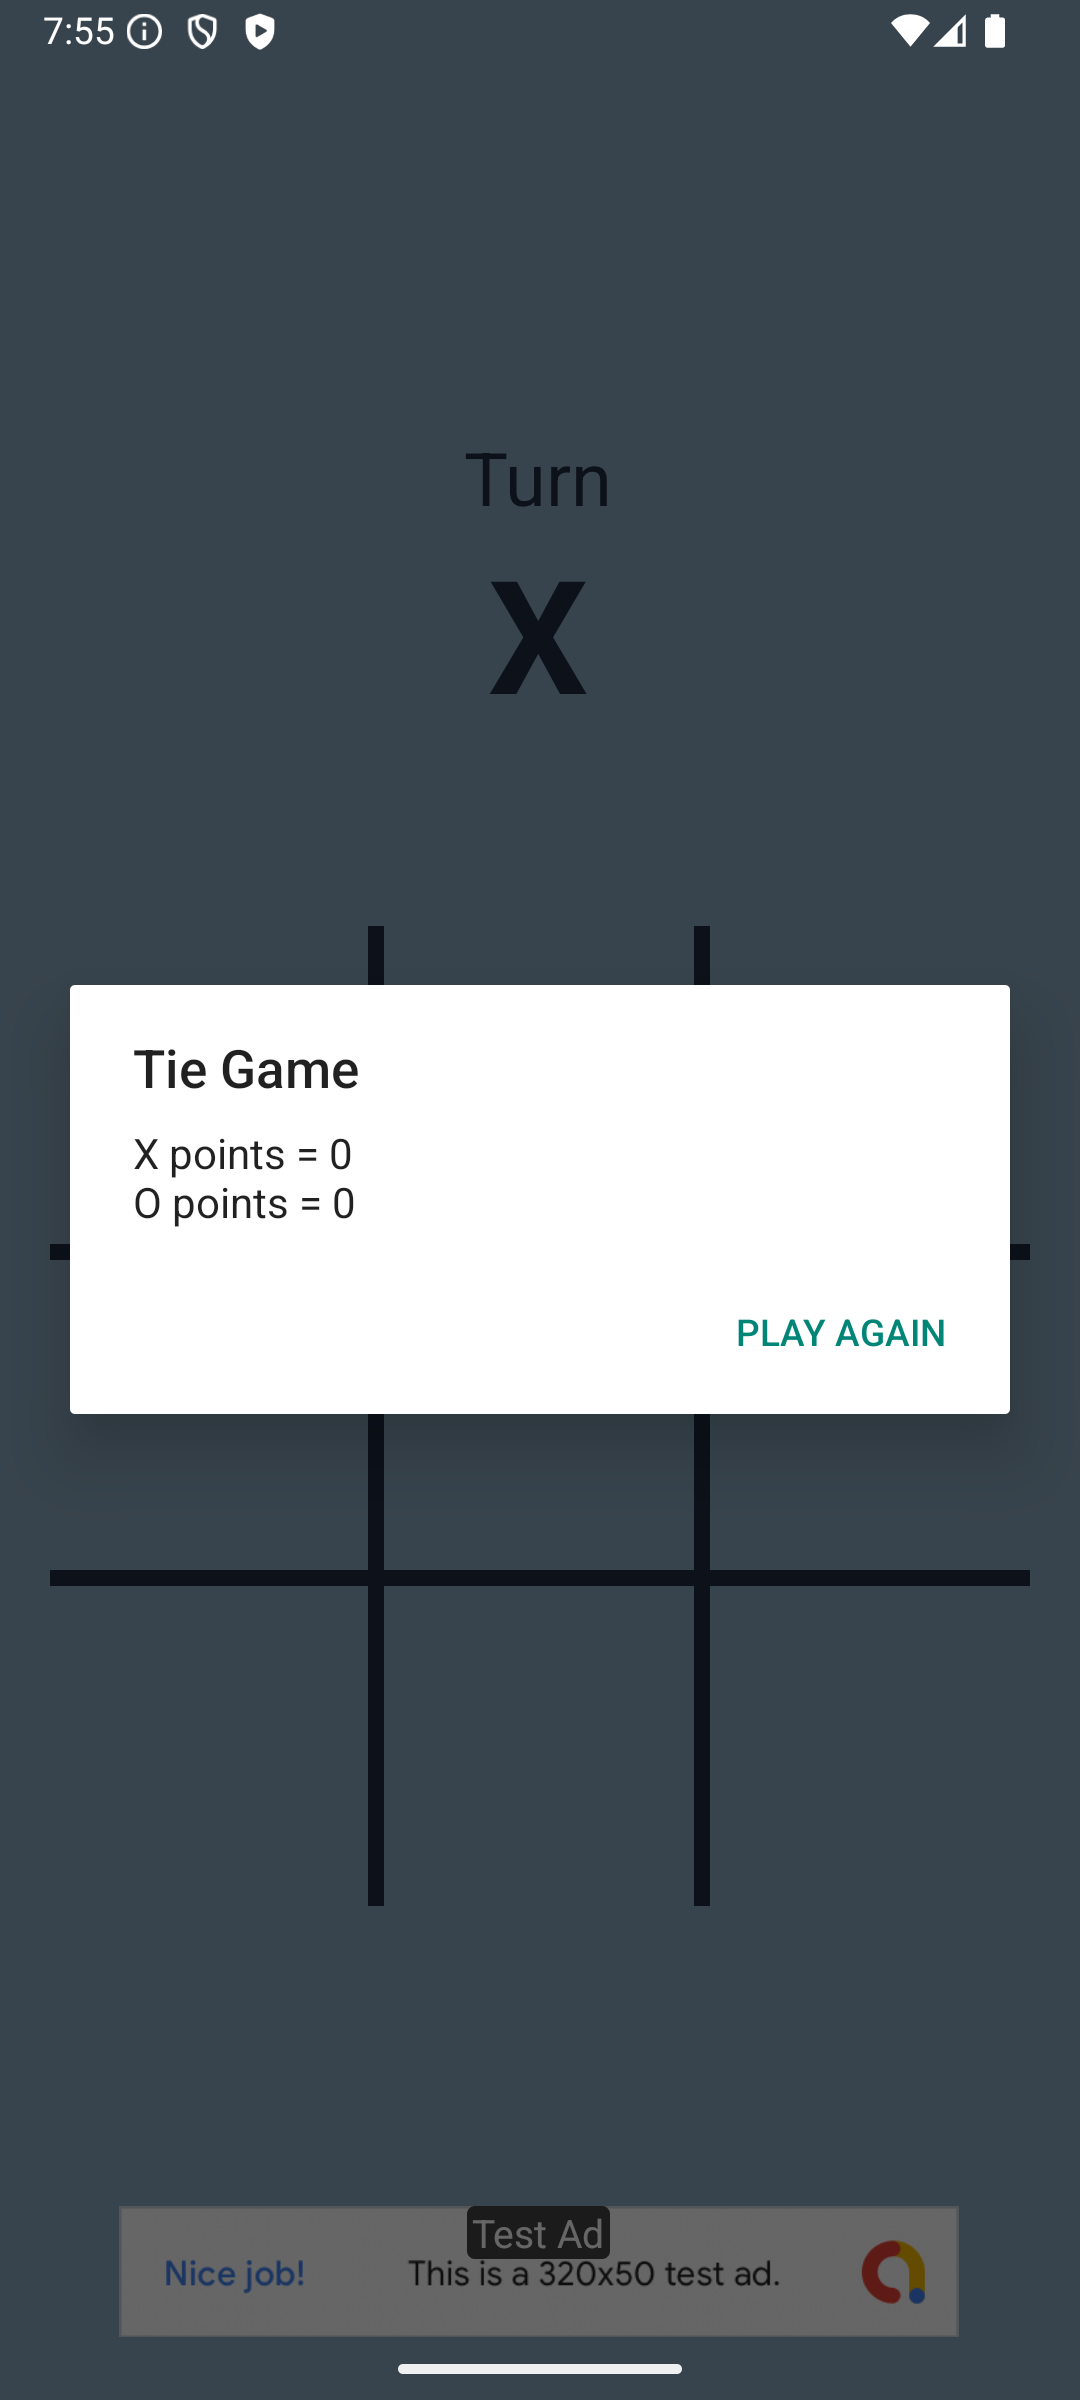 7:55
Turn
X
Tie Game
X points = 0
O points = 0
PLAY AGAIN
Test Ad
Nice job!
This is a 320x50 test ad.